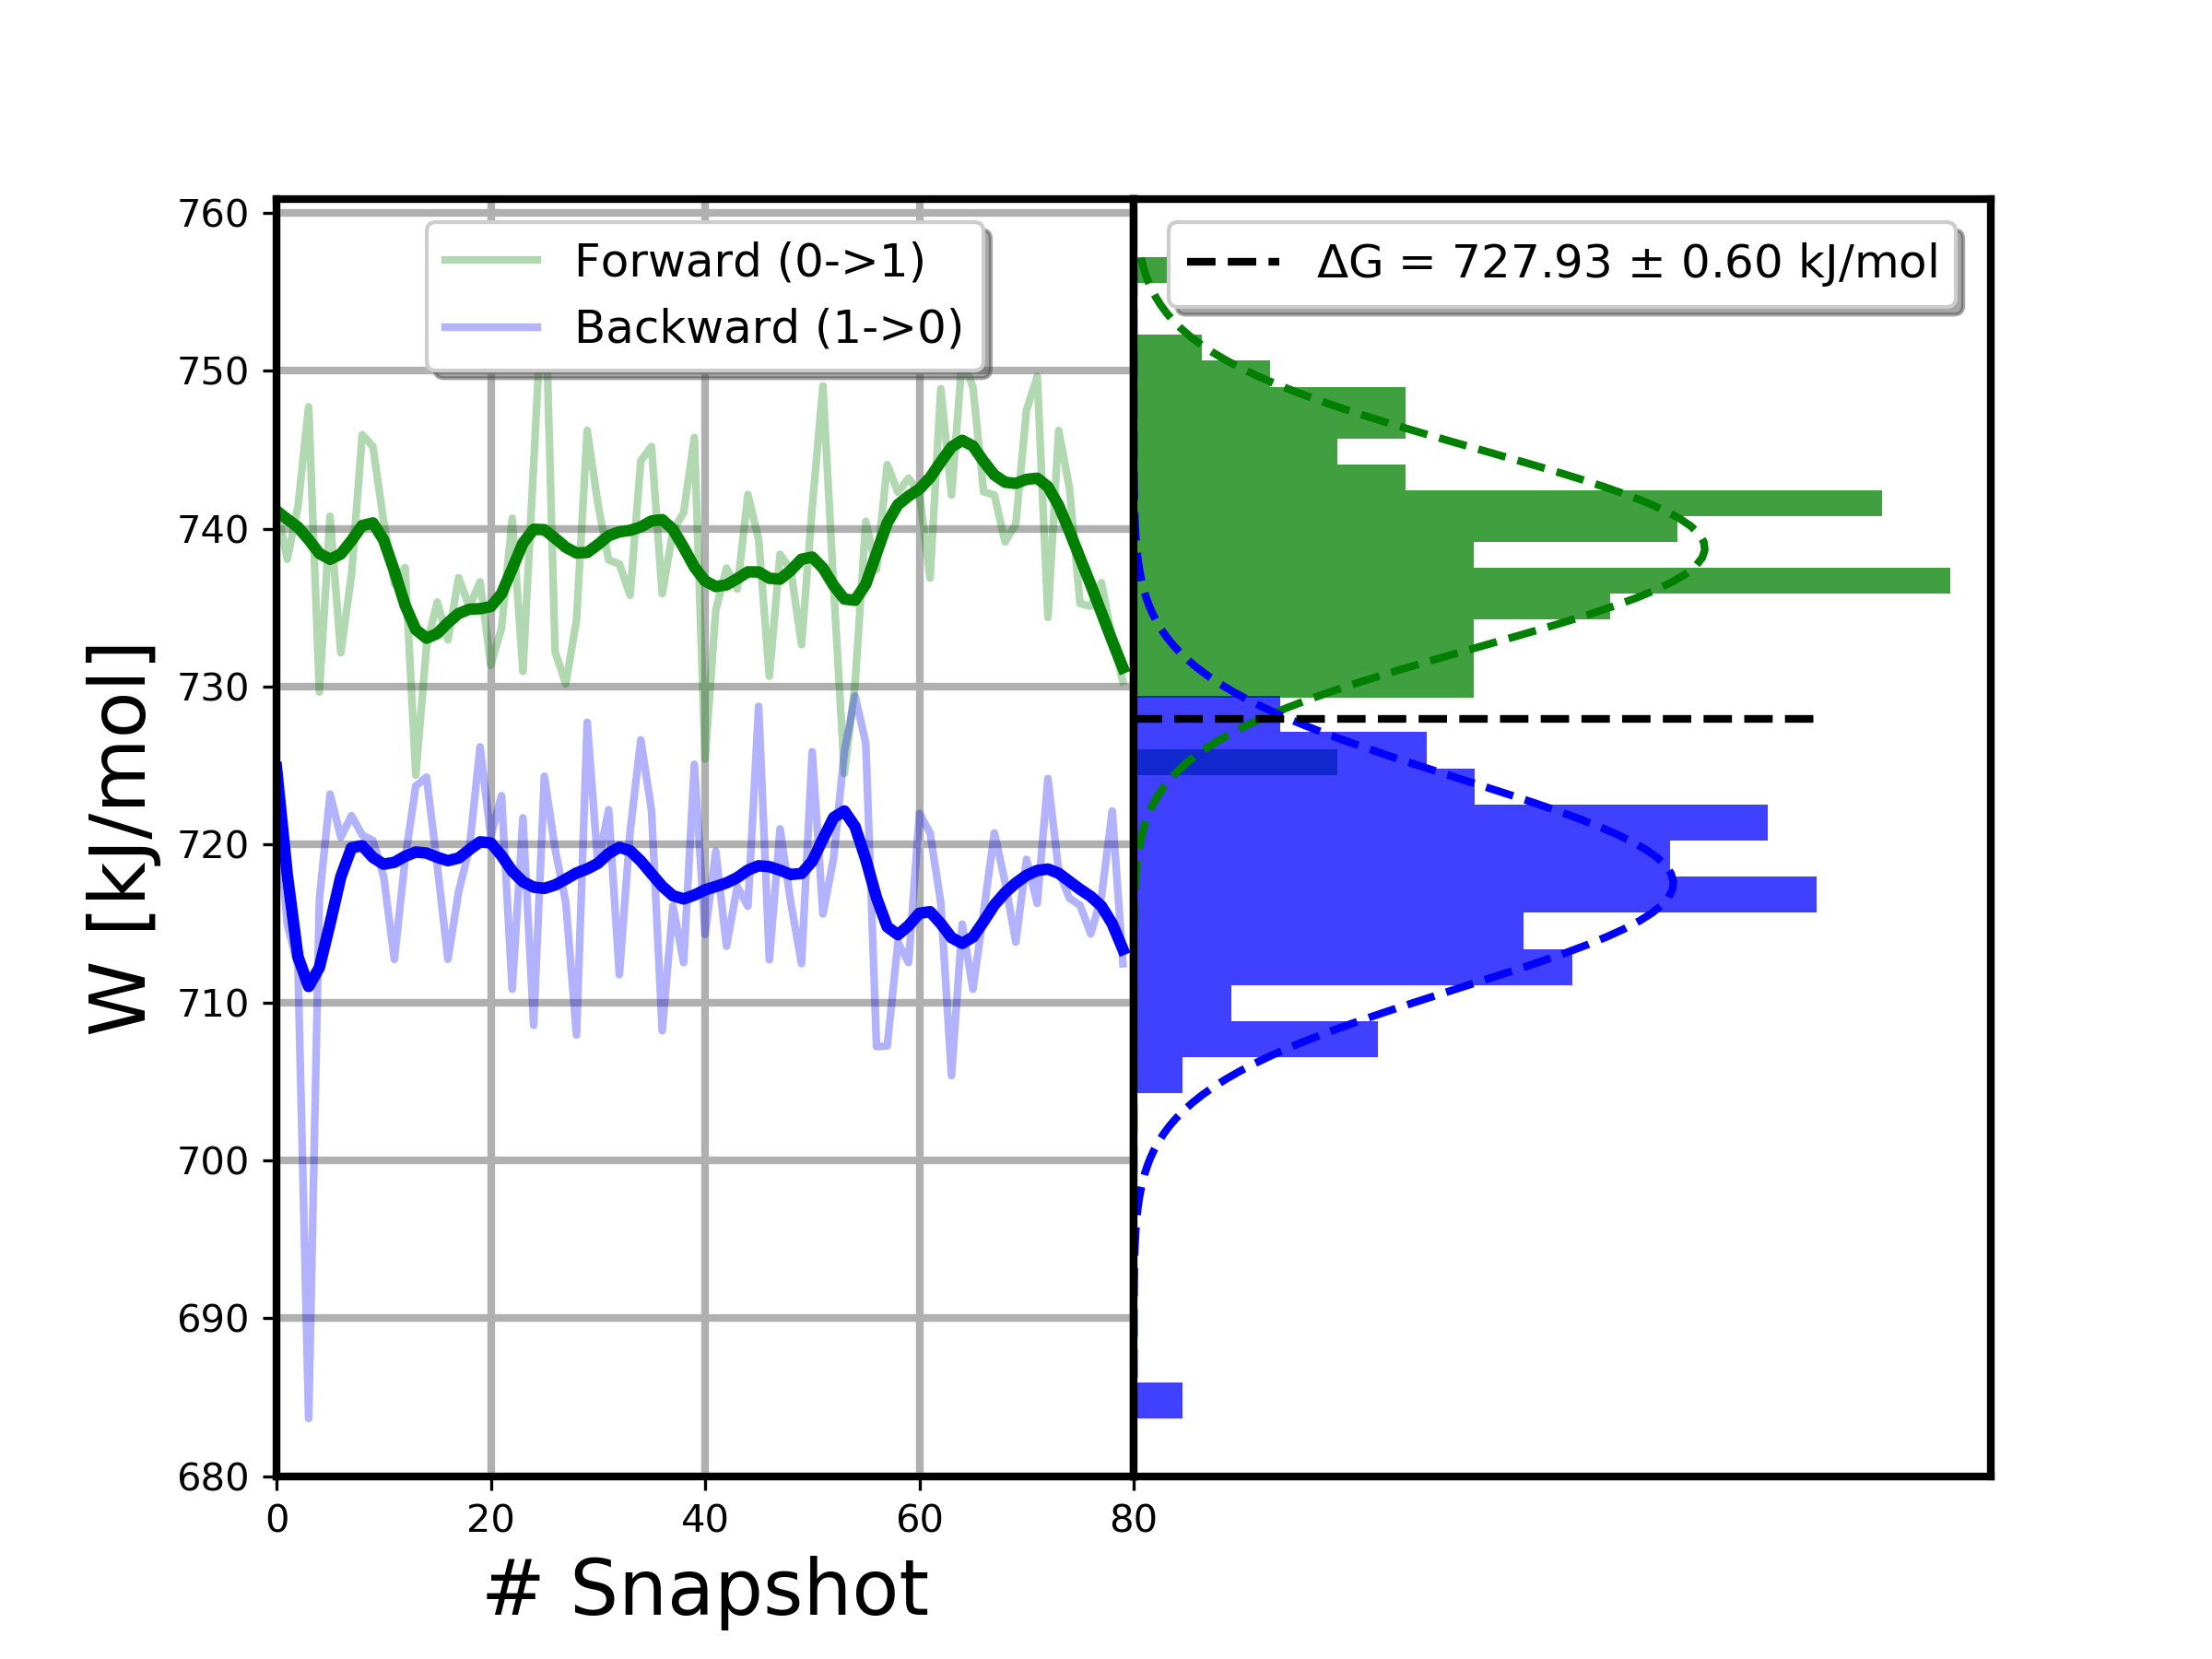 W [kJ/mol]
760
750
740
730
720
710
700
690
680
0 20 40 60 80
# Snapshot
Forward (0->1)
Backward (1->0)
ΔG = 727.93 ± 0.60 kJ/mol